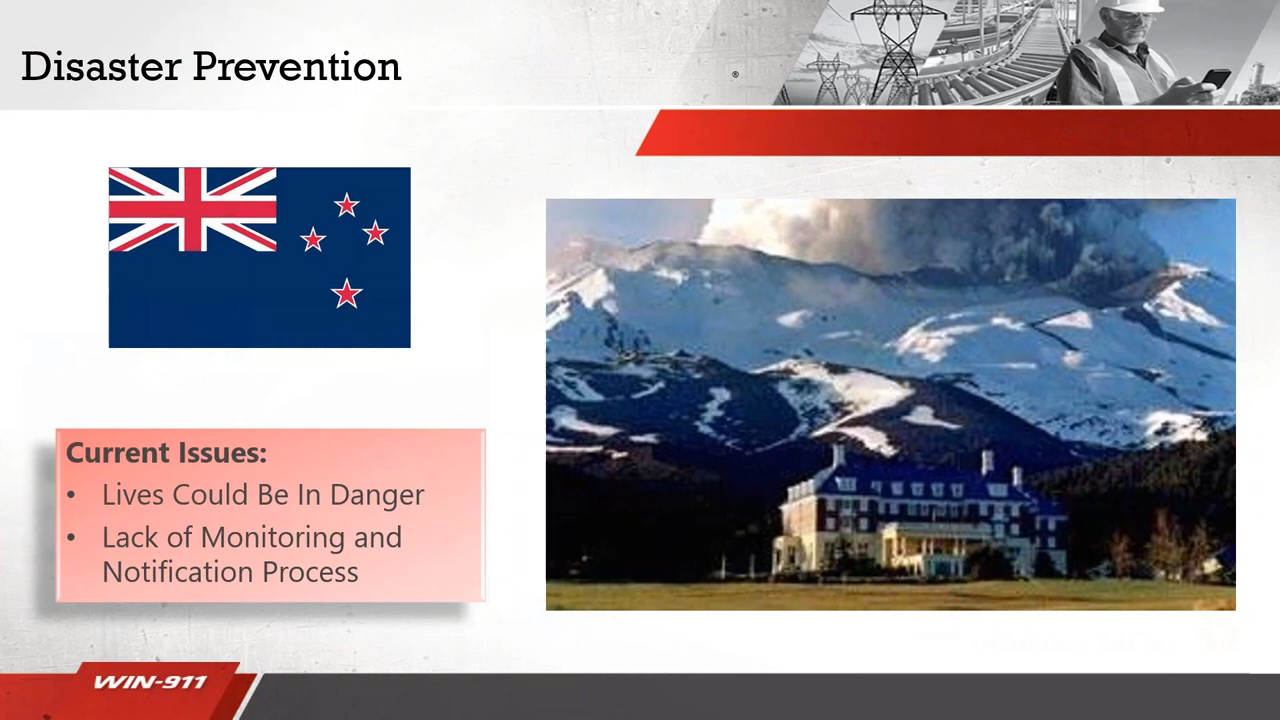 Disaster Prevention
®
Current Issues:
• Lives Could Be In Danger
• Lack of Monitoring and
Notification Process
WIN-911